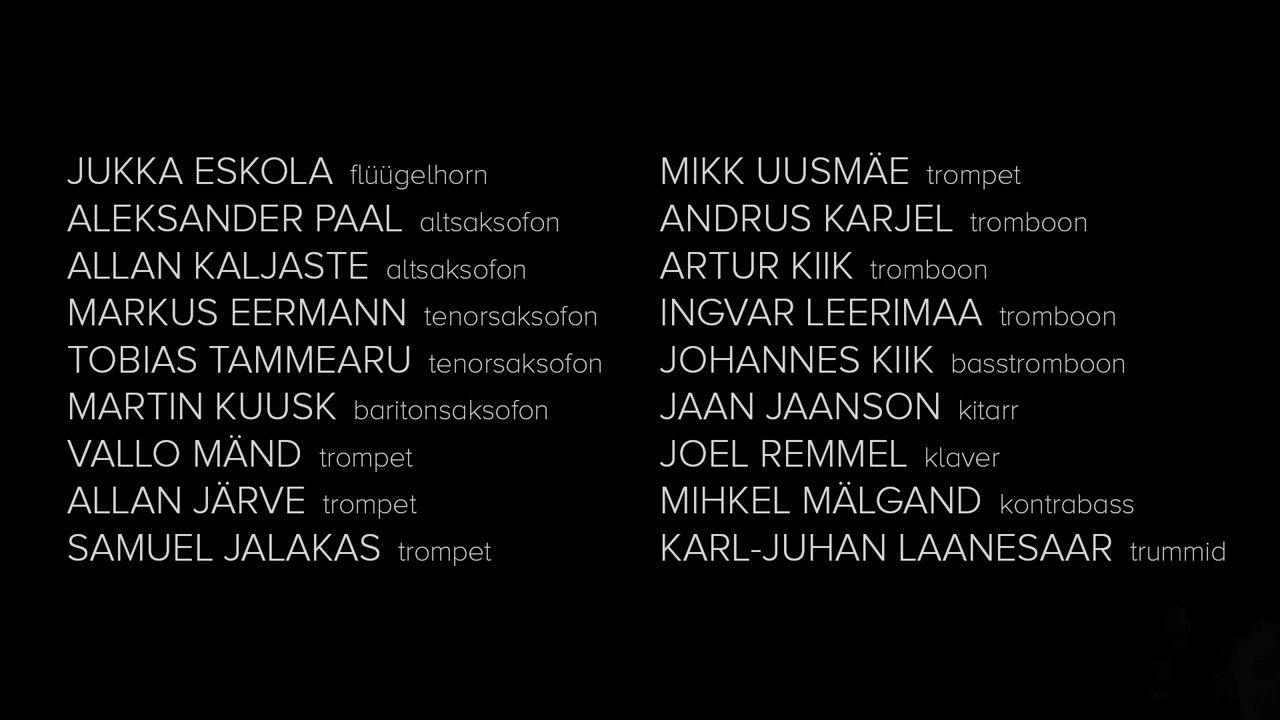 JUKKA ESKOLA flüügelhorn
ALEKSANDER PAAL altsaksofon
ALLAN KALJASTE altsaksofon
MARKUS EERMANN tenorsaksofon
TOBIAS TAMMEARU tenorsaksofon
MARTIN KUUSK baritonsaksofon
VALLO MÄND trompet
ALLAN JÄRVE trompet
SAMUEL JALAKAS trompet
MIKK UUSMÄE trompet
ANDRUS KARJEL tromboon
ARTUR KIIK tromboon
INGVAR LEERIMAA tromboon
JOHANNES KIIK basstromboon
JAAN JAANSON kitarr
JOEL REMMEL klaver
MIHKEL MÄLGAND kontrabass
KARL-JUHAN LAANESAAR trummid